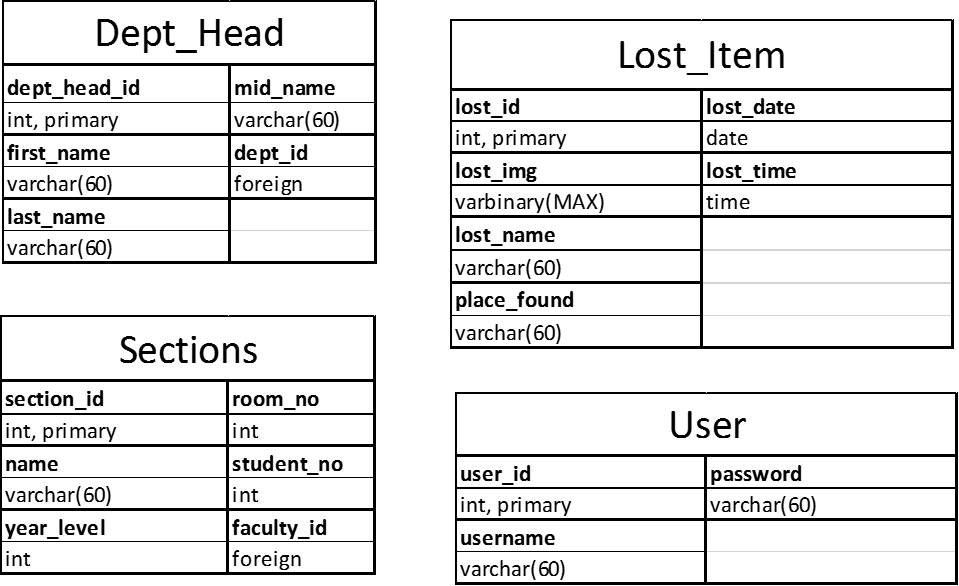 Dept_Head
dept_head_id mid_name
int, primary varchar(60)
first_name dept_id
varchar(60) foreign
last_name
varchar(60)
Lost_Item
lost_id lost_date
int, primary date
lost_img lost_time
varbinary(MAX) time
lost_name
varchar(60)
place_found
varchar(60)
Sections
section_id room_no
int, primary int
name student_no
varchar(60) int
year_level faculty_id
int foreign
User
user_id password
int, primary varchar(60)
username
varchar(60)